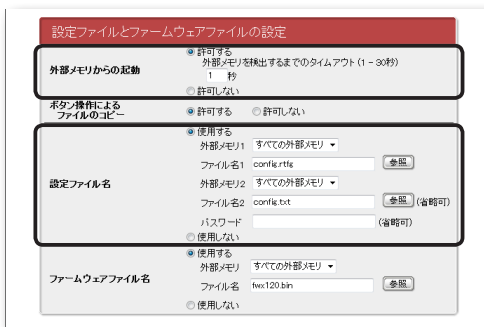 設定ファイルとファームウェアファイルの設定
外部メモリからの起動
許可する
外部メモリを検出するまでのタイムアウト(1 - 30秒)
1 秒
許可しない
ボタン操作による
ファイルのコピー
許可する 許可しない
設定ファイル名
使用する
外部メモリ1 すべての外部メモリ
ファイル名1 config.rtfg 参照
外部メモリ2 すべての外部メモリ
ファイル名2 config.txt 参照 (省略可)
パスワード (省略可)
使用しない
ファームウェアファイル名
使用する
外部メモリ すべての外部メモリ
ファイル名 fwx120.bin 参照
使用しない